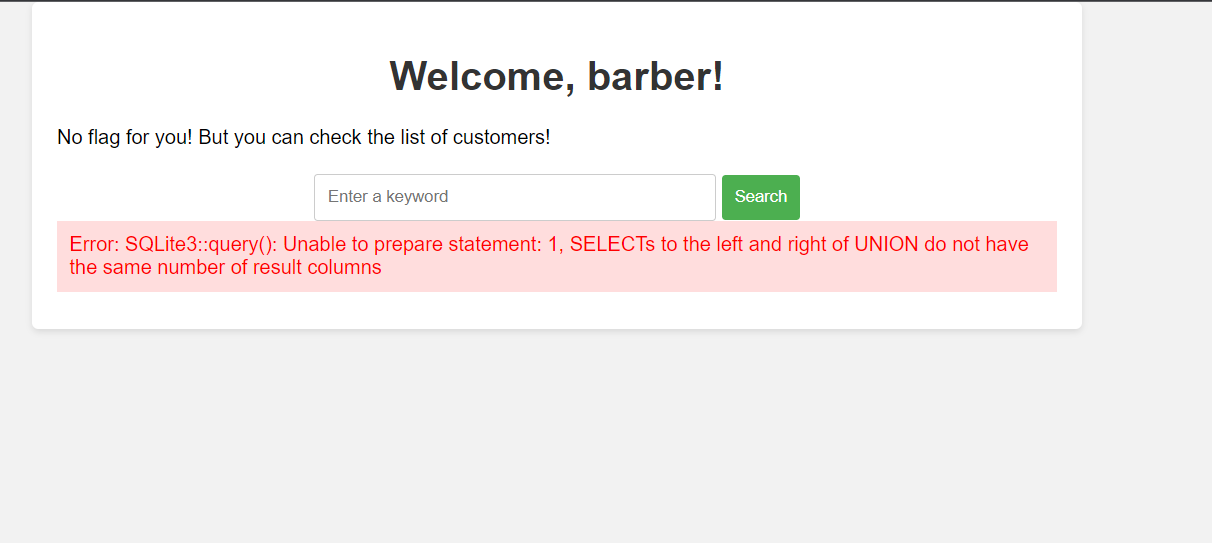 Welcome, barber!
No flag for you! But you can check the list of customers!
Enter a keyword
Search
Error: SQLite3::query(): Unable to prepare statement: 1, SELECTs to the left and right of UNION do not have
the same number of result columns